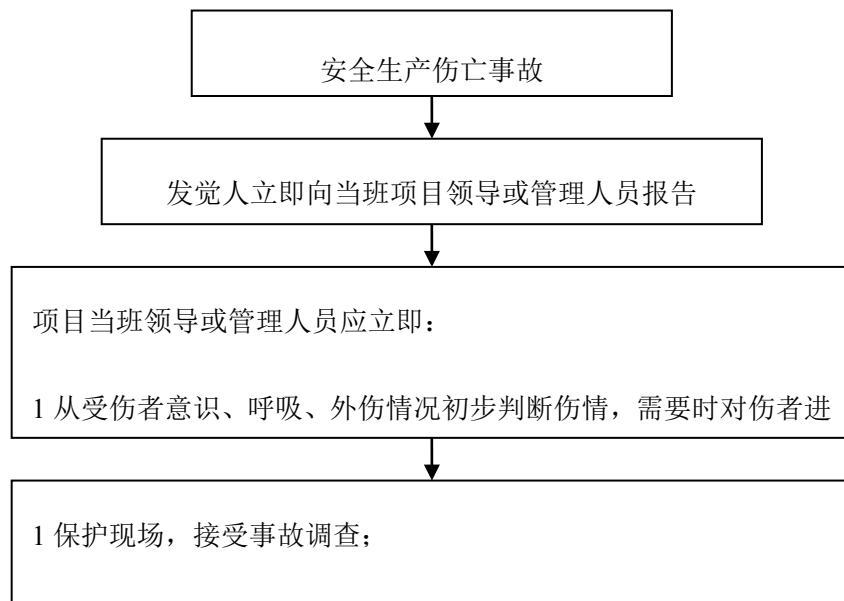 安全生产伤亡事故
发觉人立即向当班项目领导或管理人员报告
项目当班领导或管理人员应立即：
1 从受伤者意识、呼吸、外伤情况初步判断伤情，需要时对伤者进
1 保护现场，接受事故调查；